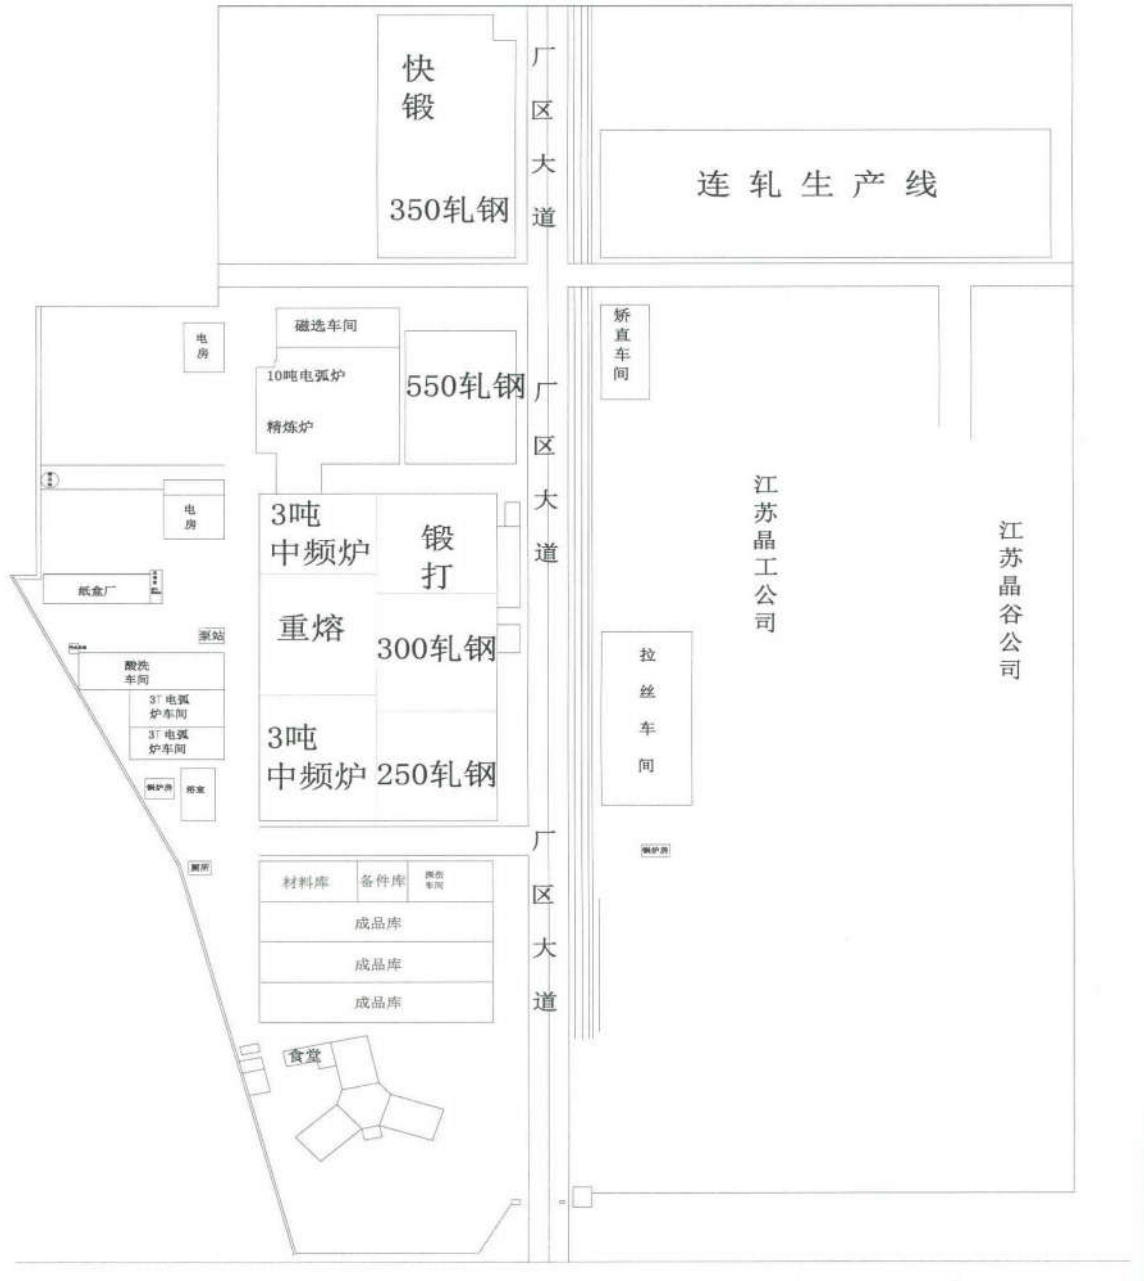 快
锻
350轧钢
厂区大道
连轧生产线
磁选车间
10吨电弧炉
精炼炉
550轧钢
电房
矫直车间
厂区大道
电房
3吨
中频炉
锻
打
江苏晶工公司
江苏晶谷公司
纸盒厂
重熔
300轧钢
泵站
酸洗
车间
3T电弧
炉车间
3T电弧
炉车间
拉丝车间
3吨
中频炉
250轧钢
锅炉房
浴室
厂区大道
锅炉房
厕所
材料库
备件库
车间
成品库
成品库
成品库
食堂